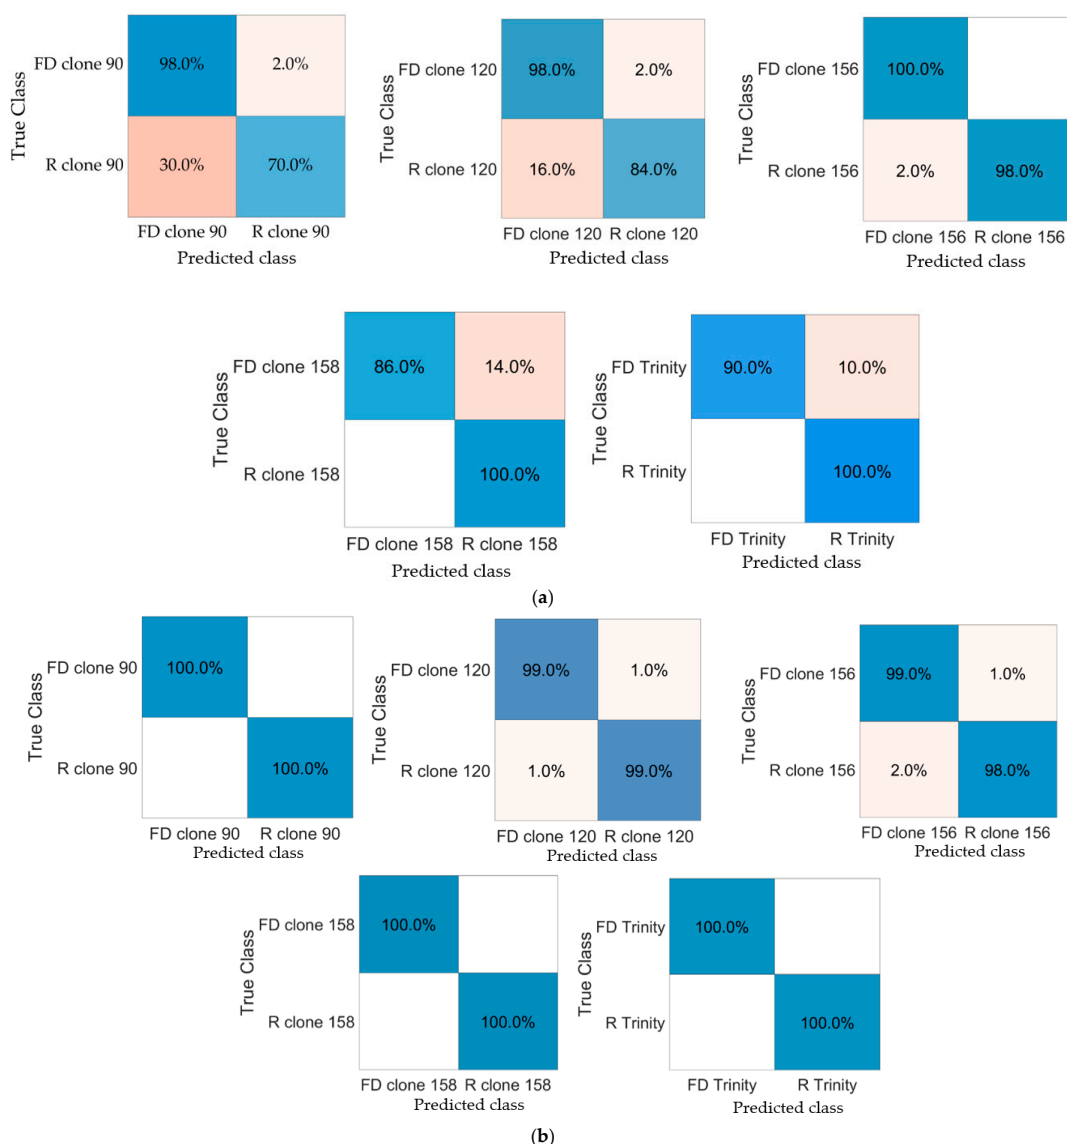 True Class
FD clone 90
98.0%
2.0%
R clone 90
30.0%
70.0%
FD clone 90 R clone 90
Predicted class
True Class
FD clone 120
98.0%
2.0%
R clone 120
16.0%
84.0%
FD clone 120 R clone 120
Predicted class
True Class
FD clone 156
100.0%
R clone 156
2.0%
98.0%
FD clone 156 R clone 156
Predicted class
True Class
FD clone 158
86.0%
14.0%
R clone 158
100.0%
FD clone 158 R clone 158
Predicted class
True Class
FD Trinity
90.0%
10.0%
R Trinity
100.0%
FD Trinity R Trinity
Predicted class
(a)
True Class
FD clone 90
100.0%
R clone 90
100.0%
FD clone 90 R clone 90
Predicted class
True Class
FD clone 120
99.0%
1.0%
R clone 120
1.0%
99.0%
FD clone 120 R clone 120
Predicted class
True Class
FD clone 156
99.0%
1.0%
R clone 156
2.0%
98.0%
FD clone 156 R clone 156
Predicted class
True Class
FD clone 158
100.0%
R clone 158
100.0%
FD clone 158 R clone 158
Predicted class
True Class
FD Trinity
100.0%
R Trinity
100.0%
FD Trinity R Trinity
Predicted class
(b)